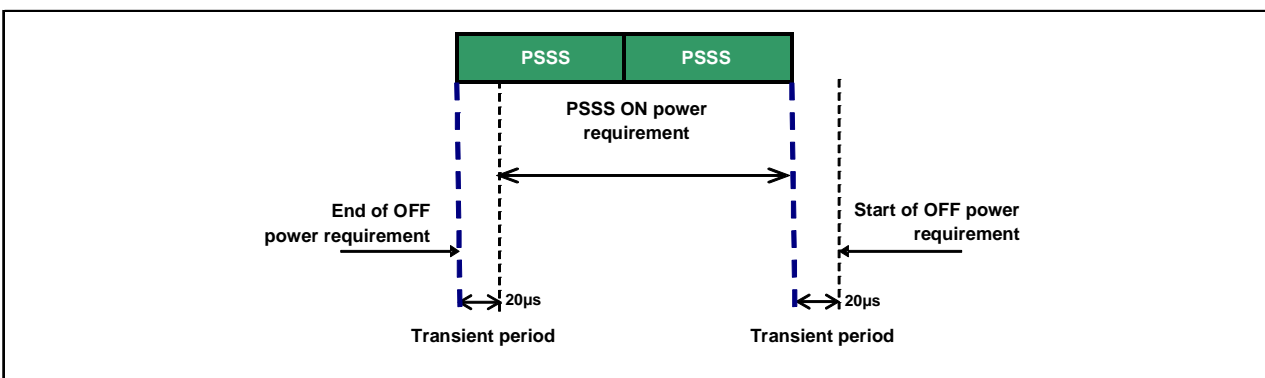 PSSS PSSS
PSSS ON power
requirement
End of OFF
power requirement
Start of OFF power
requirement
20µs
20µs
Transient period
Transient period